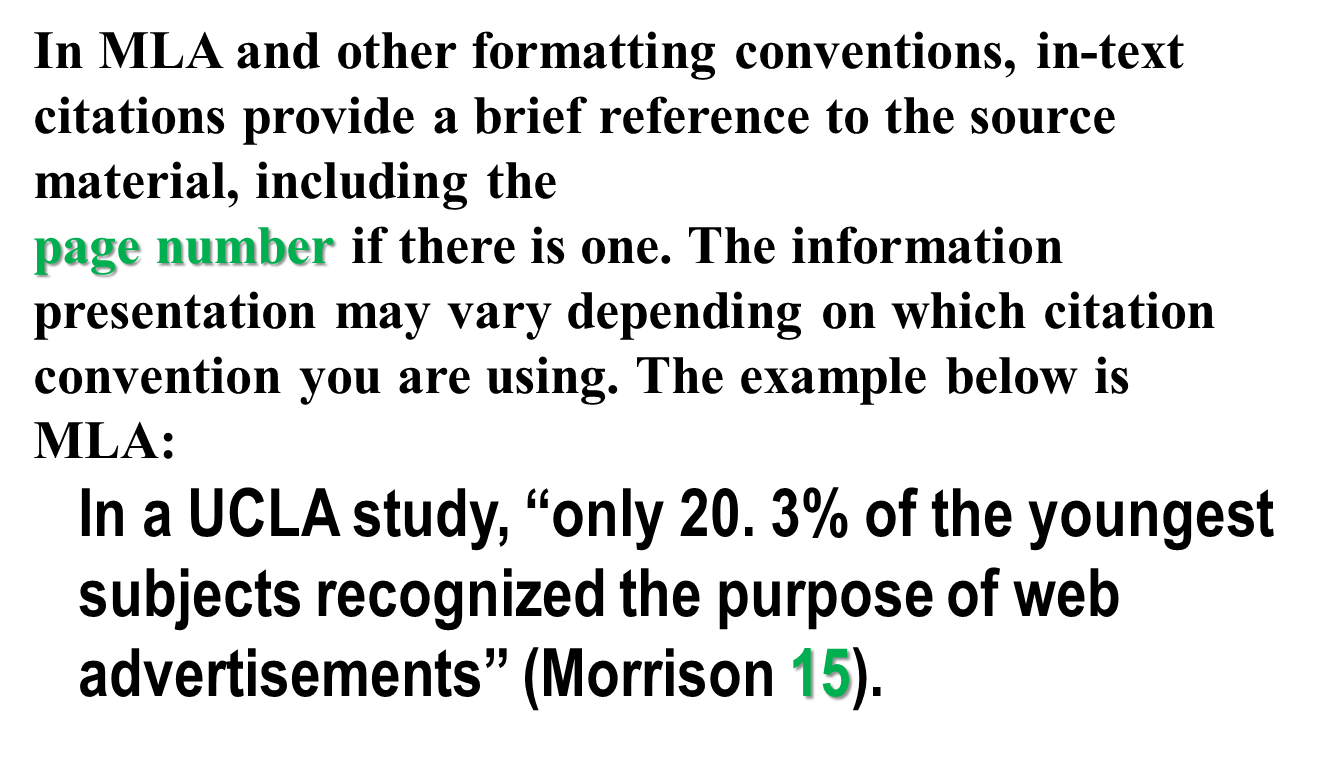 In MLA and other formatting conventions, in-text
citations provide a brief reference to the source
material, including the
page number if there is one. The information
presentation may vary depending on which citation
convention you are using. The example below is
MLA:
In a UCLA study, “only 20. 3% of the youngest
subjects recognized the purpose of web
advertisements” (Morrison 15).